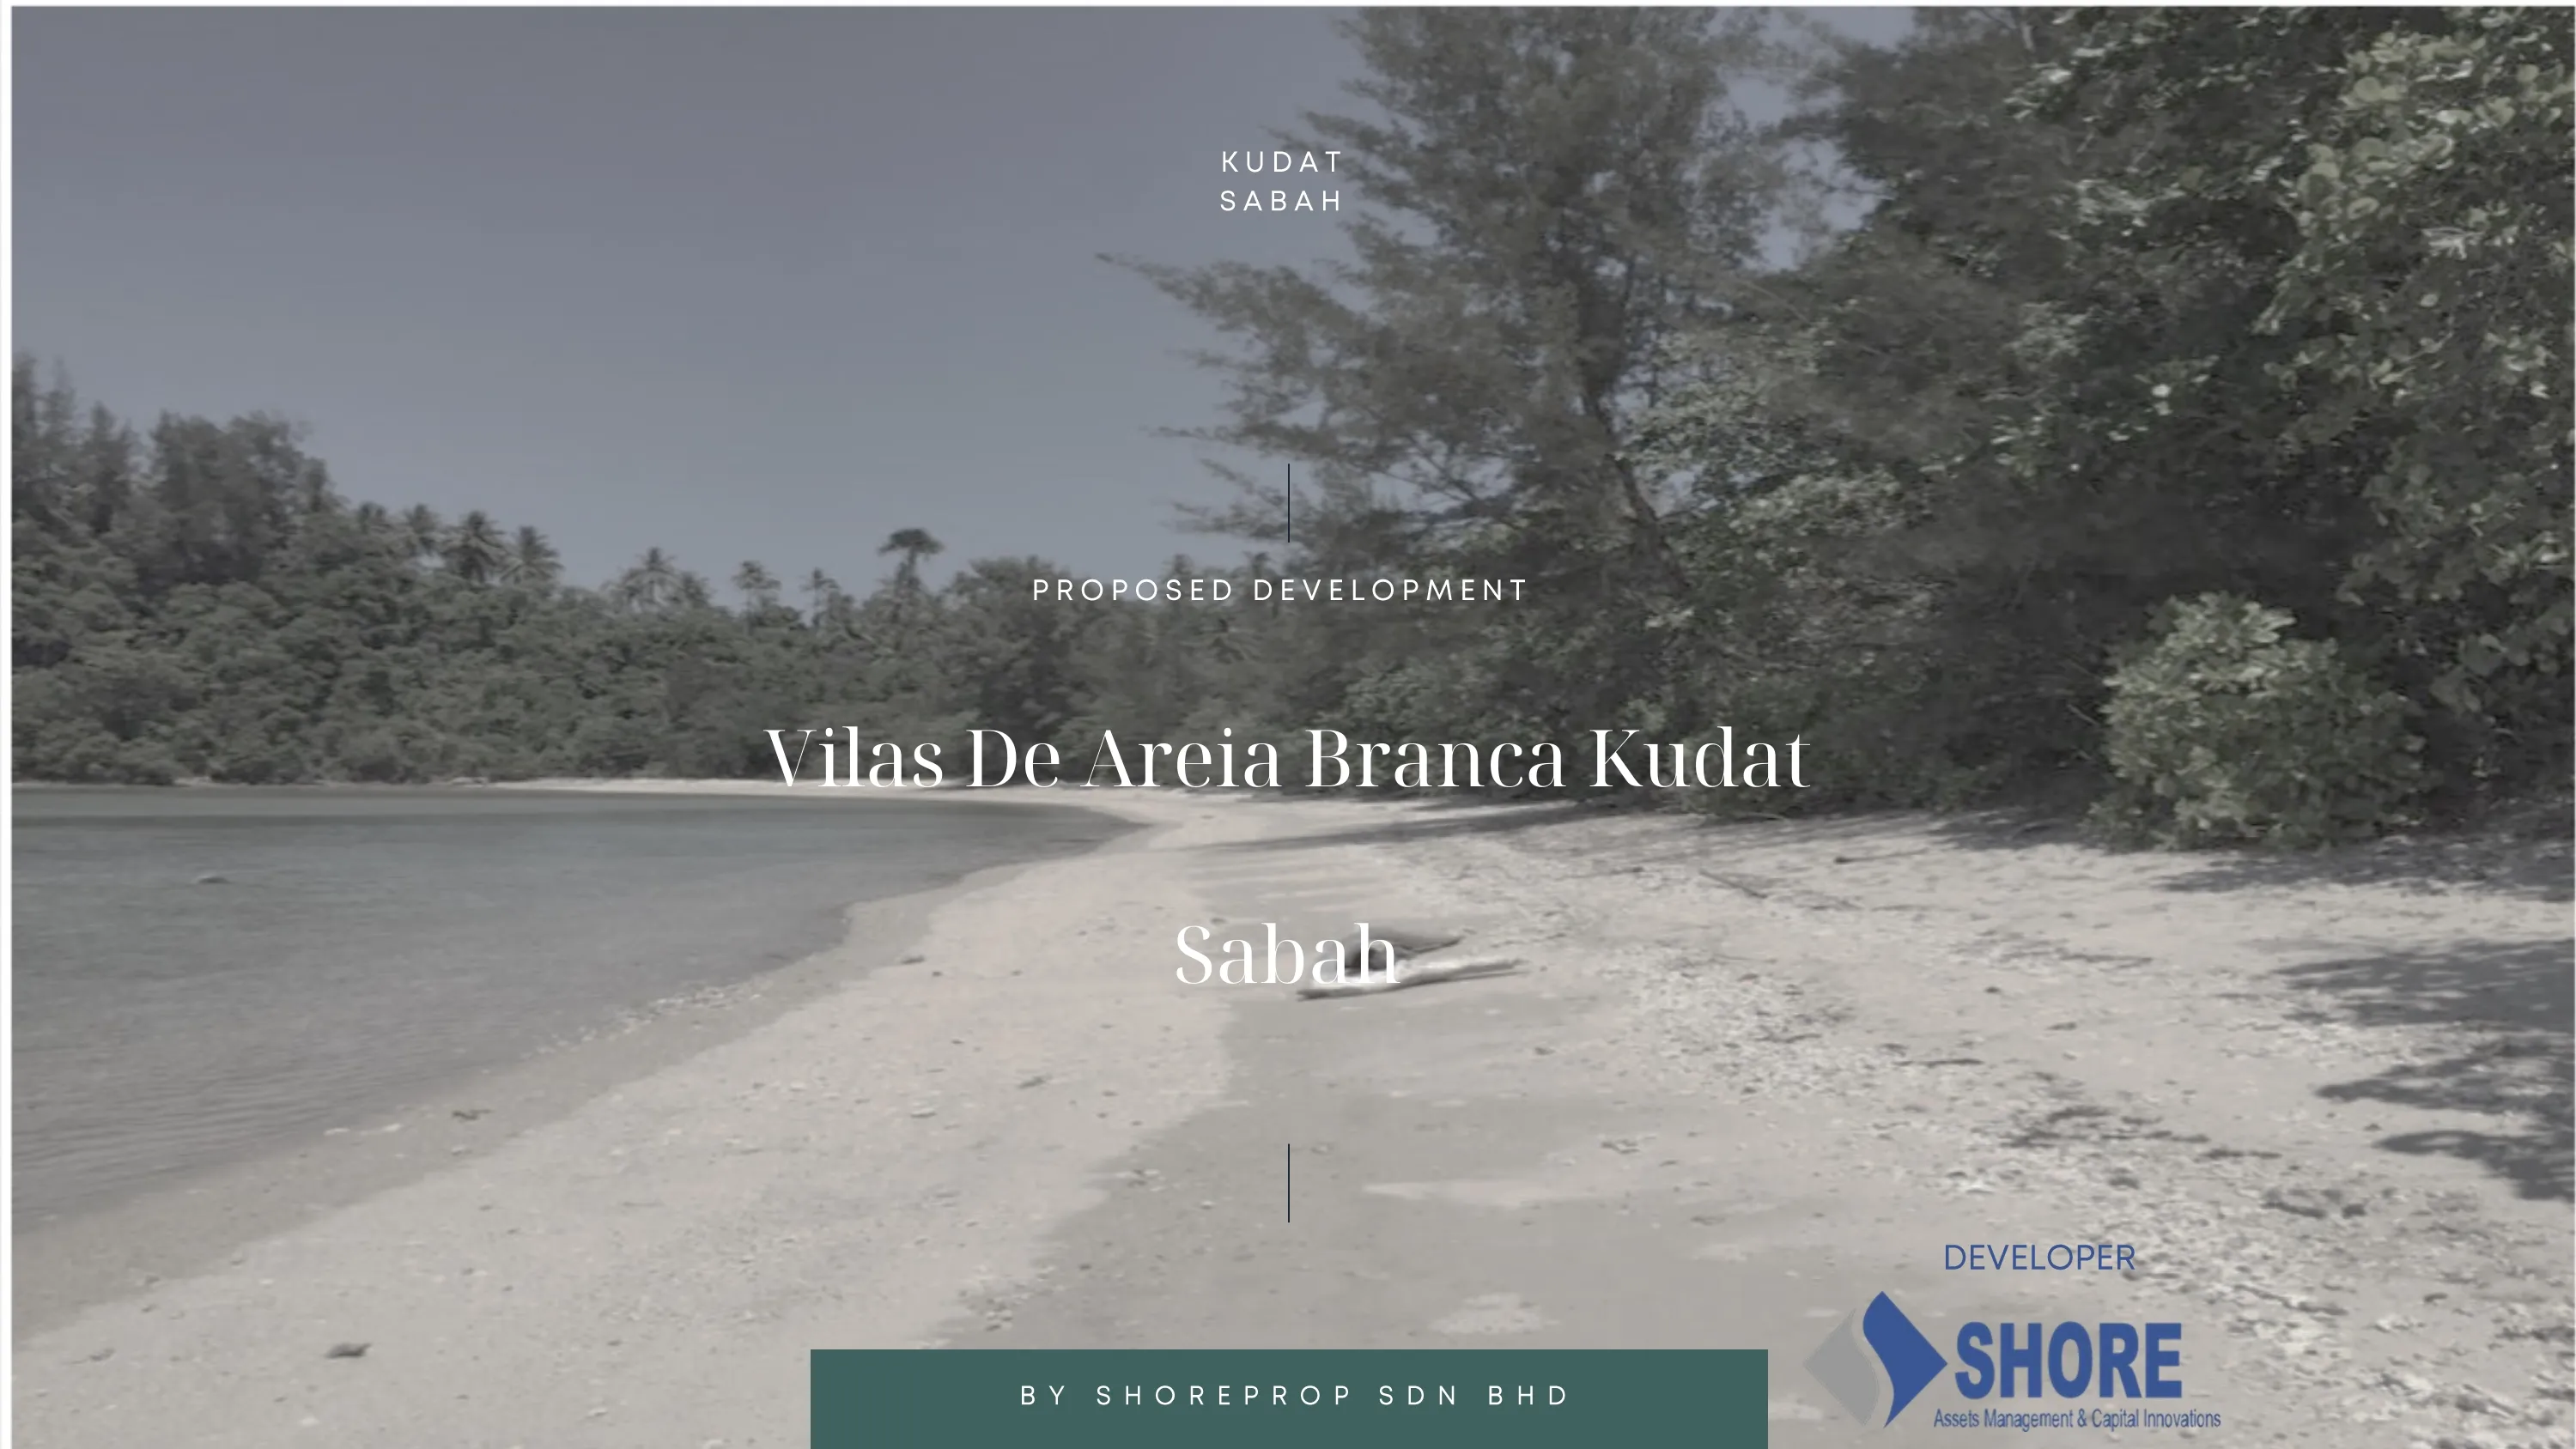 KUDAT
SABAH
PROPOSED DEVELOPMENT
Vilas De Areia Branca Kudat
Sabah
DEVELOPER
SHORE
Assets Management & Capital Innovations
BY SHOREPROP SDN BHD